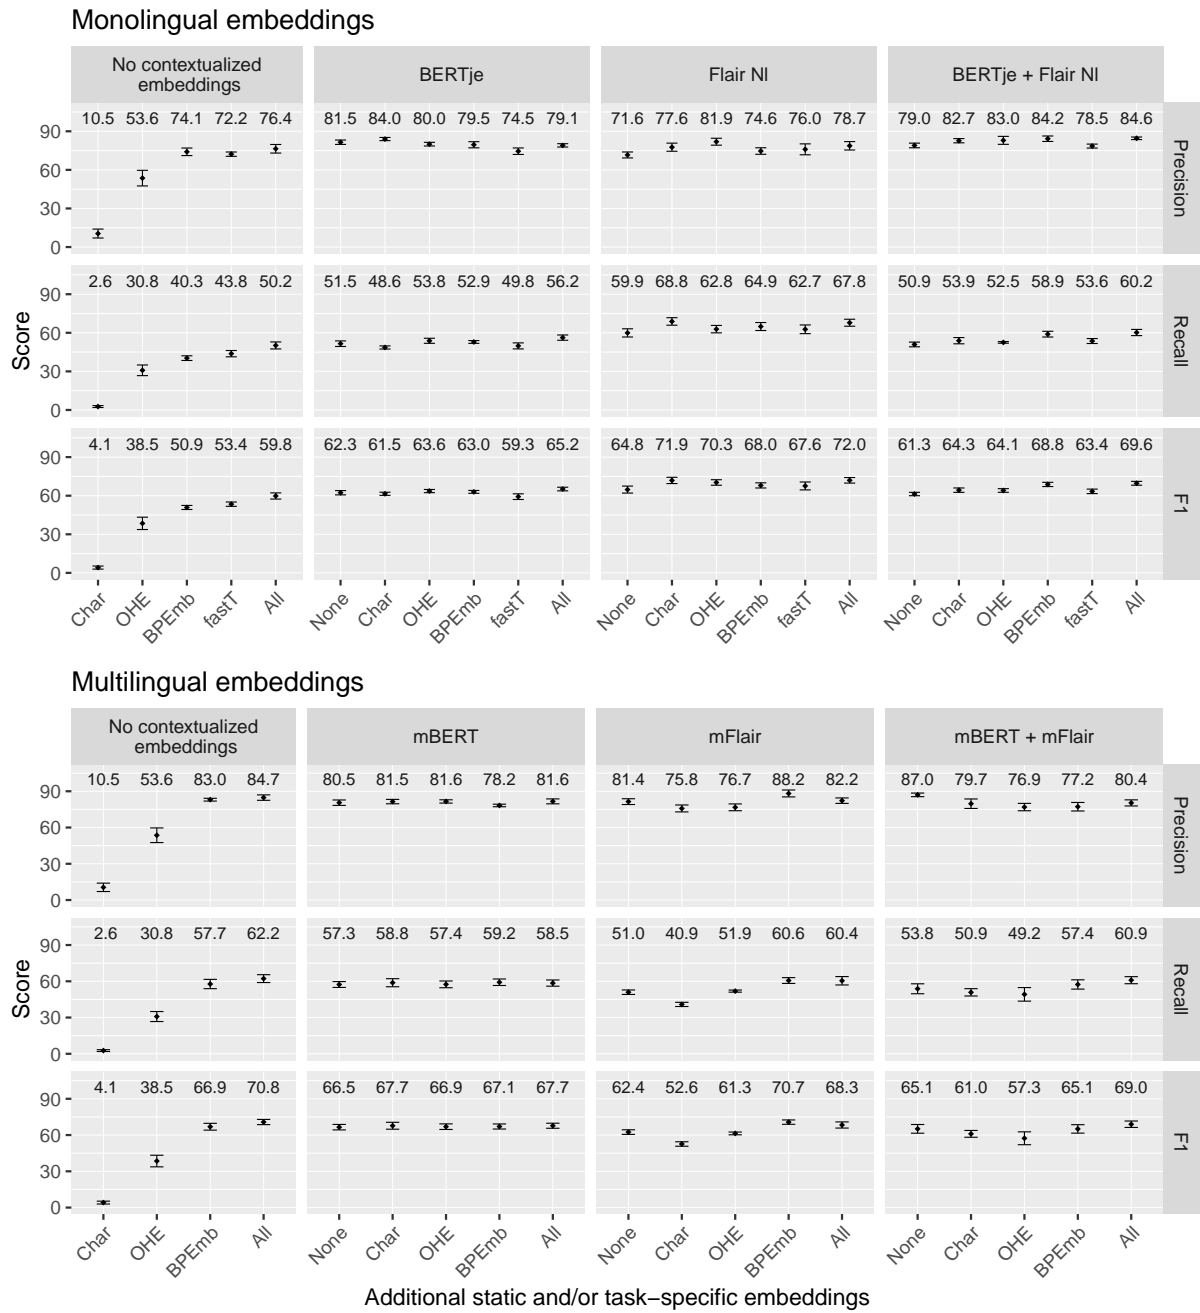 Monolingual embeddings
No contextualized
embeddings
BERTje
Flair Nl
BERTje + Flair Nl
10.5 53.6 74.1 72.2 76.4 81.5 84.0 80.0 79.5 74.5 79.1 71.6 77.6 81.9 74.6 76.0 78.7 79.0 82.7 83.0 84.2 78.5 84.6
90
60
30
0
Precision
2.6 30.8 40.3 43.8 50.2 51.5 48.6 53.8 52.9 49.8 56.2 59.9 68.8 62.8 64.9 62.7 67.8 50.9 53.9 52.5 58.9 53.6 60.2
90
60
30
0
Recall
Score
4.1 38.5 50.9 53.4 59.8 62.3 61.5 63.6 63.0 59.3 65.2 64.8 71.9 70.3 68.0 67.6 72.0 61.3 64.3 64.1 68.8 63.4 69.6
90
60
30
0
F1
Char OHE BPEmb fastT All None Char OHE BPEmb fastT All None Char OHE BPEmb fastT All None Char OHE BPEmb fastT All
Multilingual embeddings
No contextualized
embeddings
mBERT
mFlair
mBERT + mFlair
10.5 53.6 83.0 84.7 80.5 81.5 81.6 78.2 81.6 81.4 75.8 76.7 88.2 82.2 87.0 79.7 76.9 77.2 80.4
90
60
30
0
Precision
2.6 30.8 57.7 62.2 57.3 58.8 57.4 59.2 58.5 51.0 40.9 51.9 60.6 60.4 53.8 50.9 49.2 57.4 60.9
90
60
30
0
Recall
Score
4.1 38.5 66.9 70.8 66.5 67.7 66.9 67.1 67.7 62.4 52.6 61.3 70.7 68.3 65.1 61.0 57.3 65.1 69.0
90
60
30
0
F1
Char OHE BPEmb All None Char OHE BPEmb All None Char OHE BPEmb All None Char OHE BPEmb All
Additional static and/or task−specific embeddings